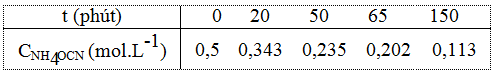 t (phút) 0 20 50 65 150
C_NH4OCN (mol.L^-1) 0,5 0,343 0,235 0,202 0,113